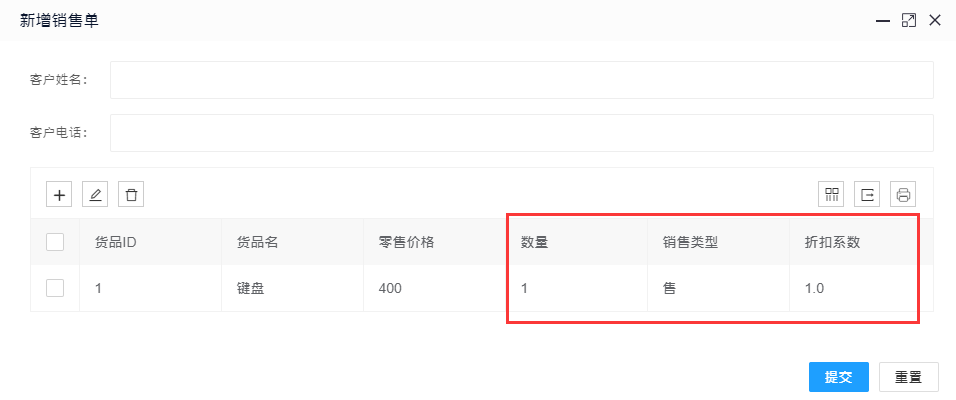 新增销售单
客户姓名：
客户电话：
货品ID 货品名 零售价格 数量 销售类型 折扣系数
1 键盘 400 1 售 1.0
提交 重置